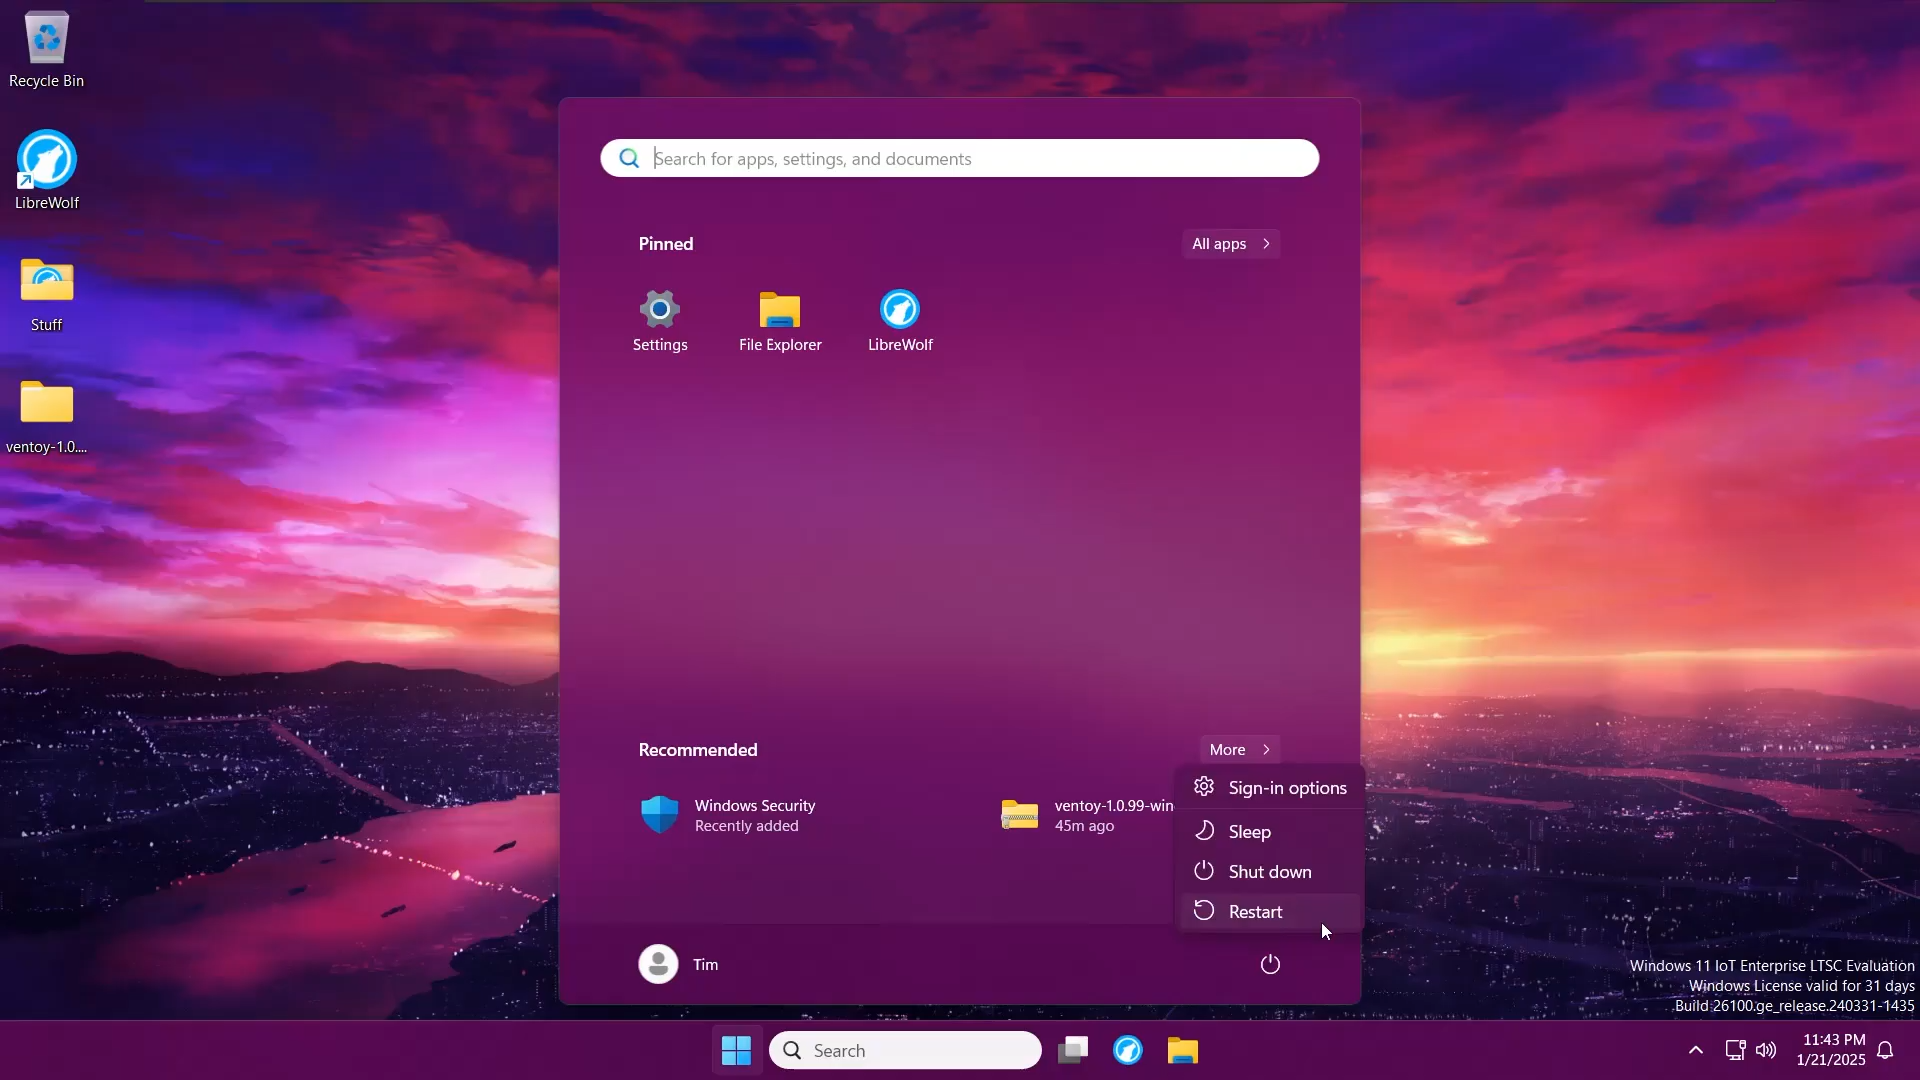 Recycle Bin
LibreWolf
Stuff
ventoy-1.0....
Search for apps, settings, and documents
Pinned
All apps
Settings
File Explorer
LibreWolf
Recommended
More
Windows Security
Recently added
ventoy-1.0.99-win
45m ago
Sign-in options
Sleep
Shut down
Restart
Tim
Windows 11 IoT Enterprise LTSC Evaluation
Windows License valid for 31 days
Build 26100.ge_release.240331-1435
Search
11:43 PM
1/21/2025